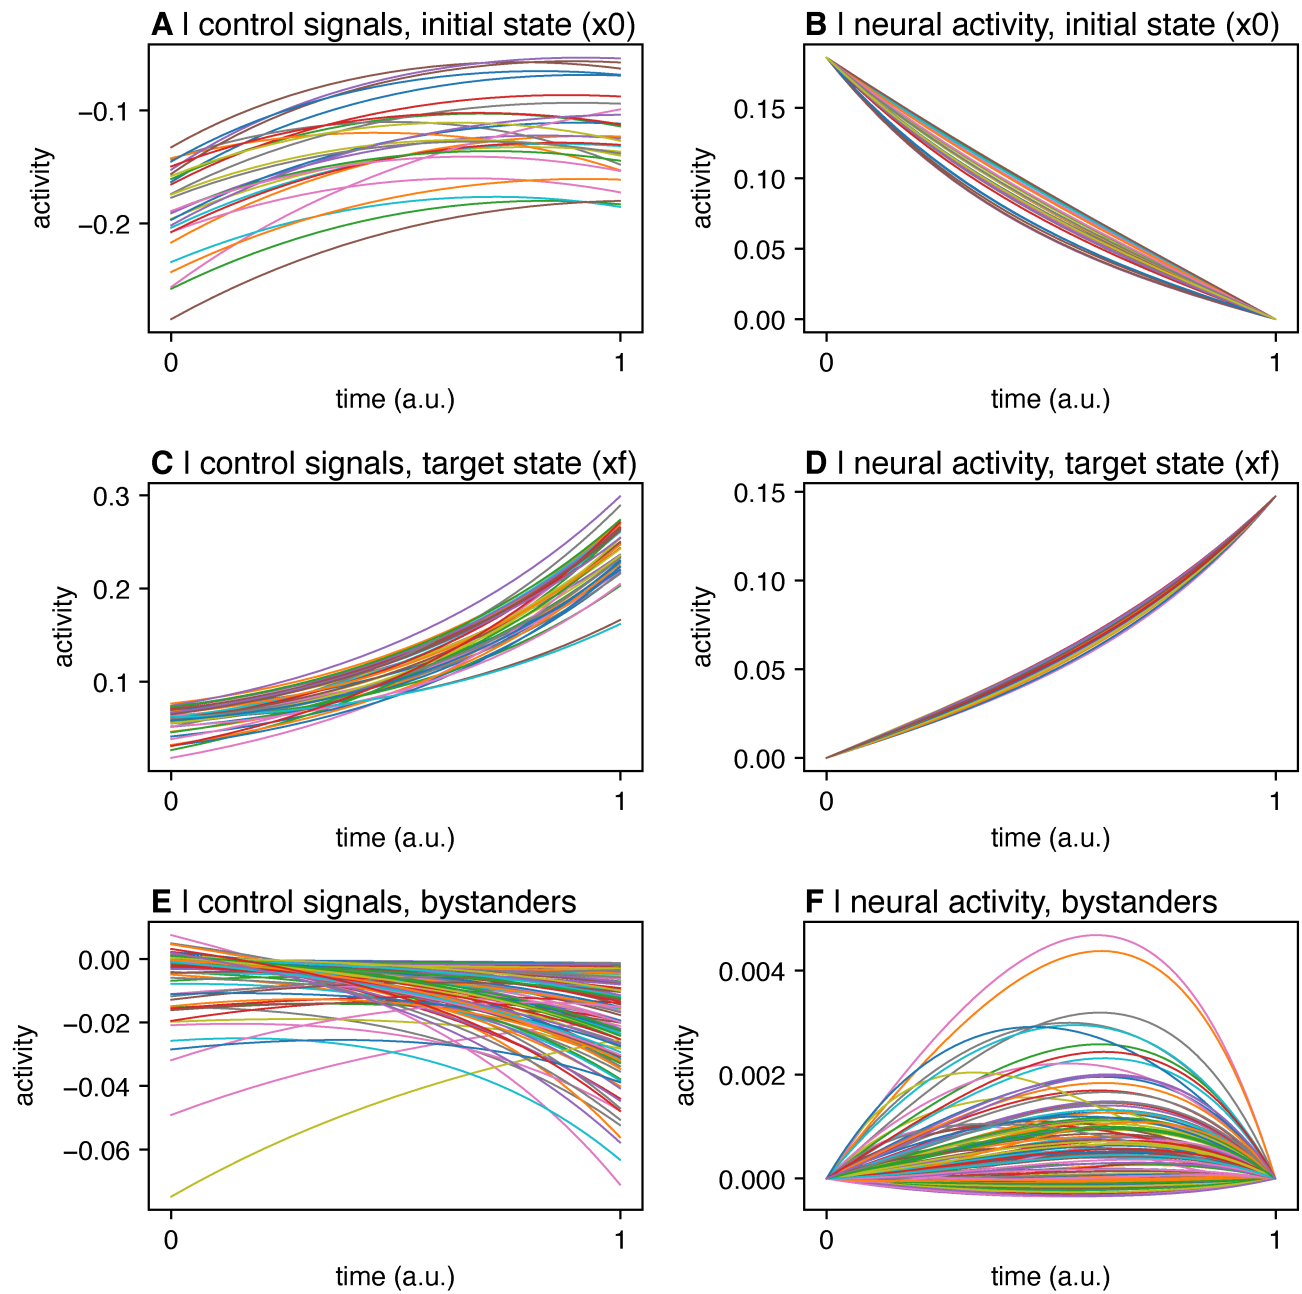 A | control signals, initial state (x0)
−0.1
−0.2
activity
0 1
time (a.u.)
B | neural activity, initial state (x0)
0.15
0.10
0.05
0.00
activity
0 1
time (a.u.)
C | control signals, target state (xf)
0.3
0.2
0.1
activity
0 1
time (a.u.)
D | neural activity, target state (xf)
0.15
0.10
0.05
0.00
activity
0 1
time (a.u.)
E | control signals, bystanders
0.00
−0.02
−0.04
−0.06
activity
0 1
time (a.u.)
F | neural activity, bystanders
0.004
0.002
0.000
activity
0 1
time (a.u.)